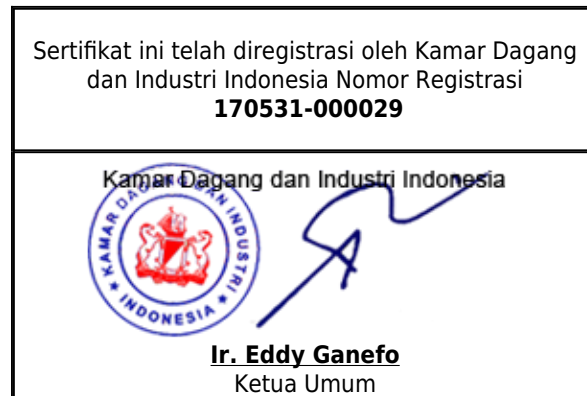 Sertifikat ini telah diregistrasi oleh Kamar Dagang
dan Industri Indonesia Nomor Registrasi
170531-000029
Kamar Dagang dan Industri Indonesia
KAMAR DAGANG DAN INDUSTRI
INDONESIA
Ir. Eddy Ganefo
Ketua Umum